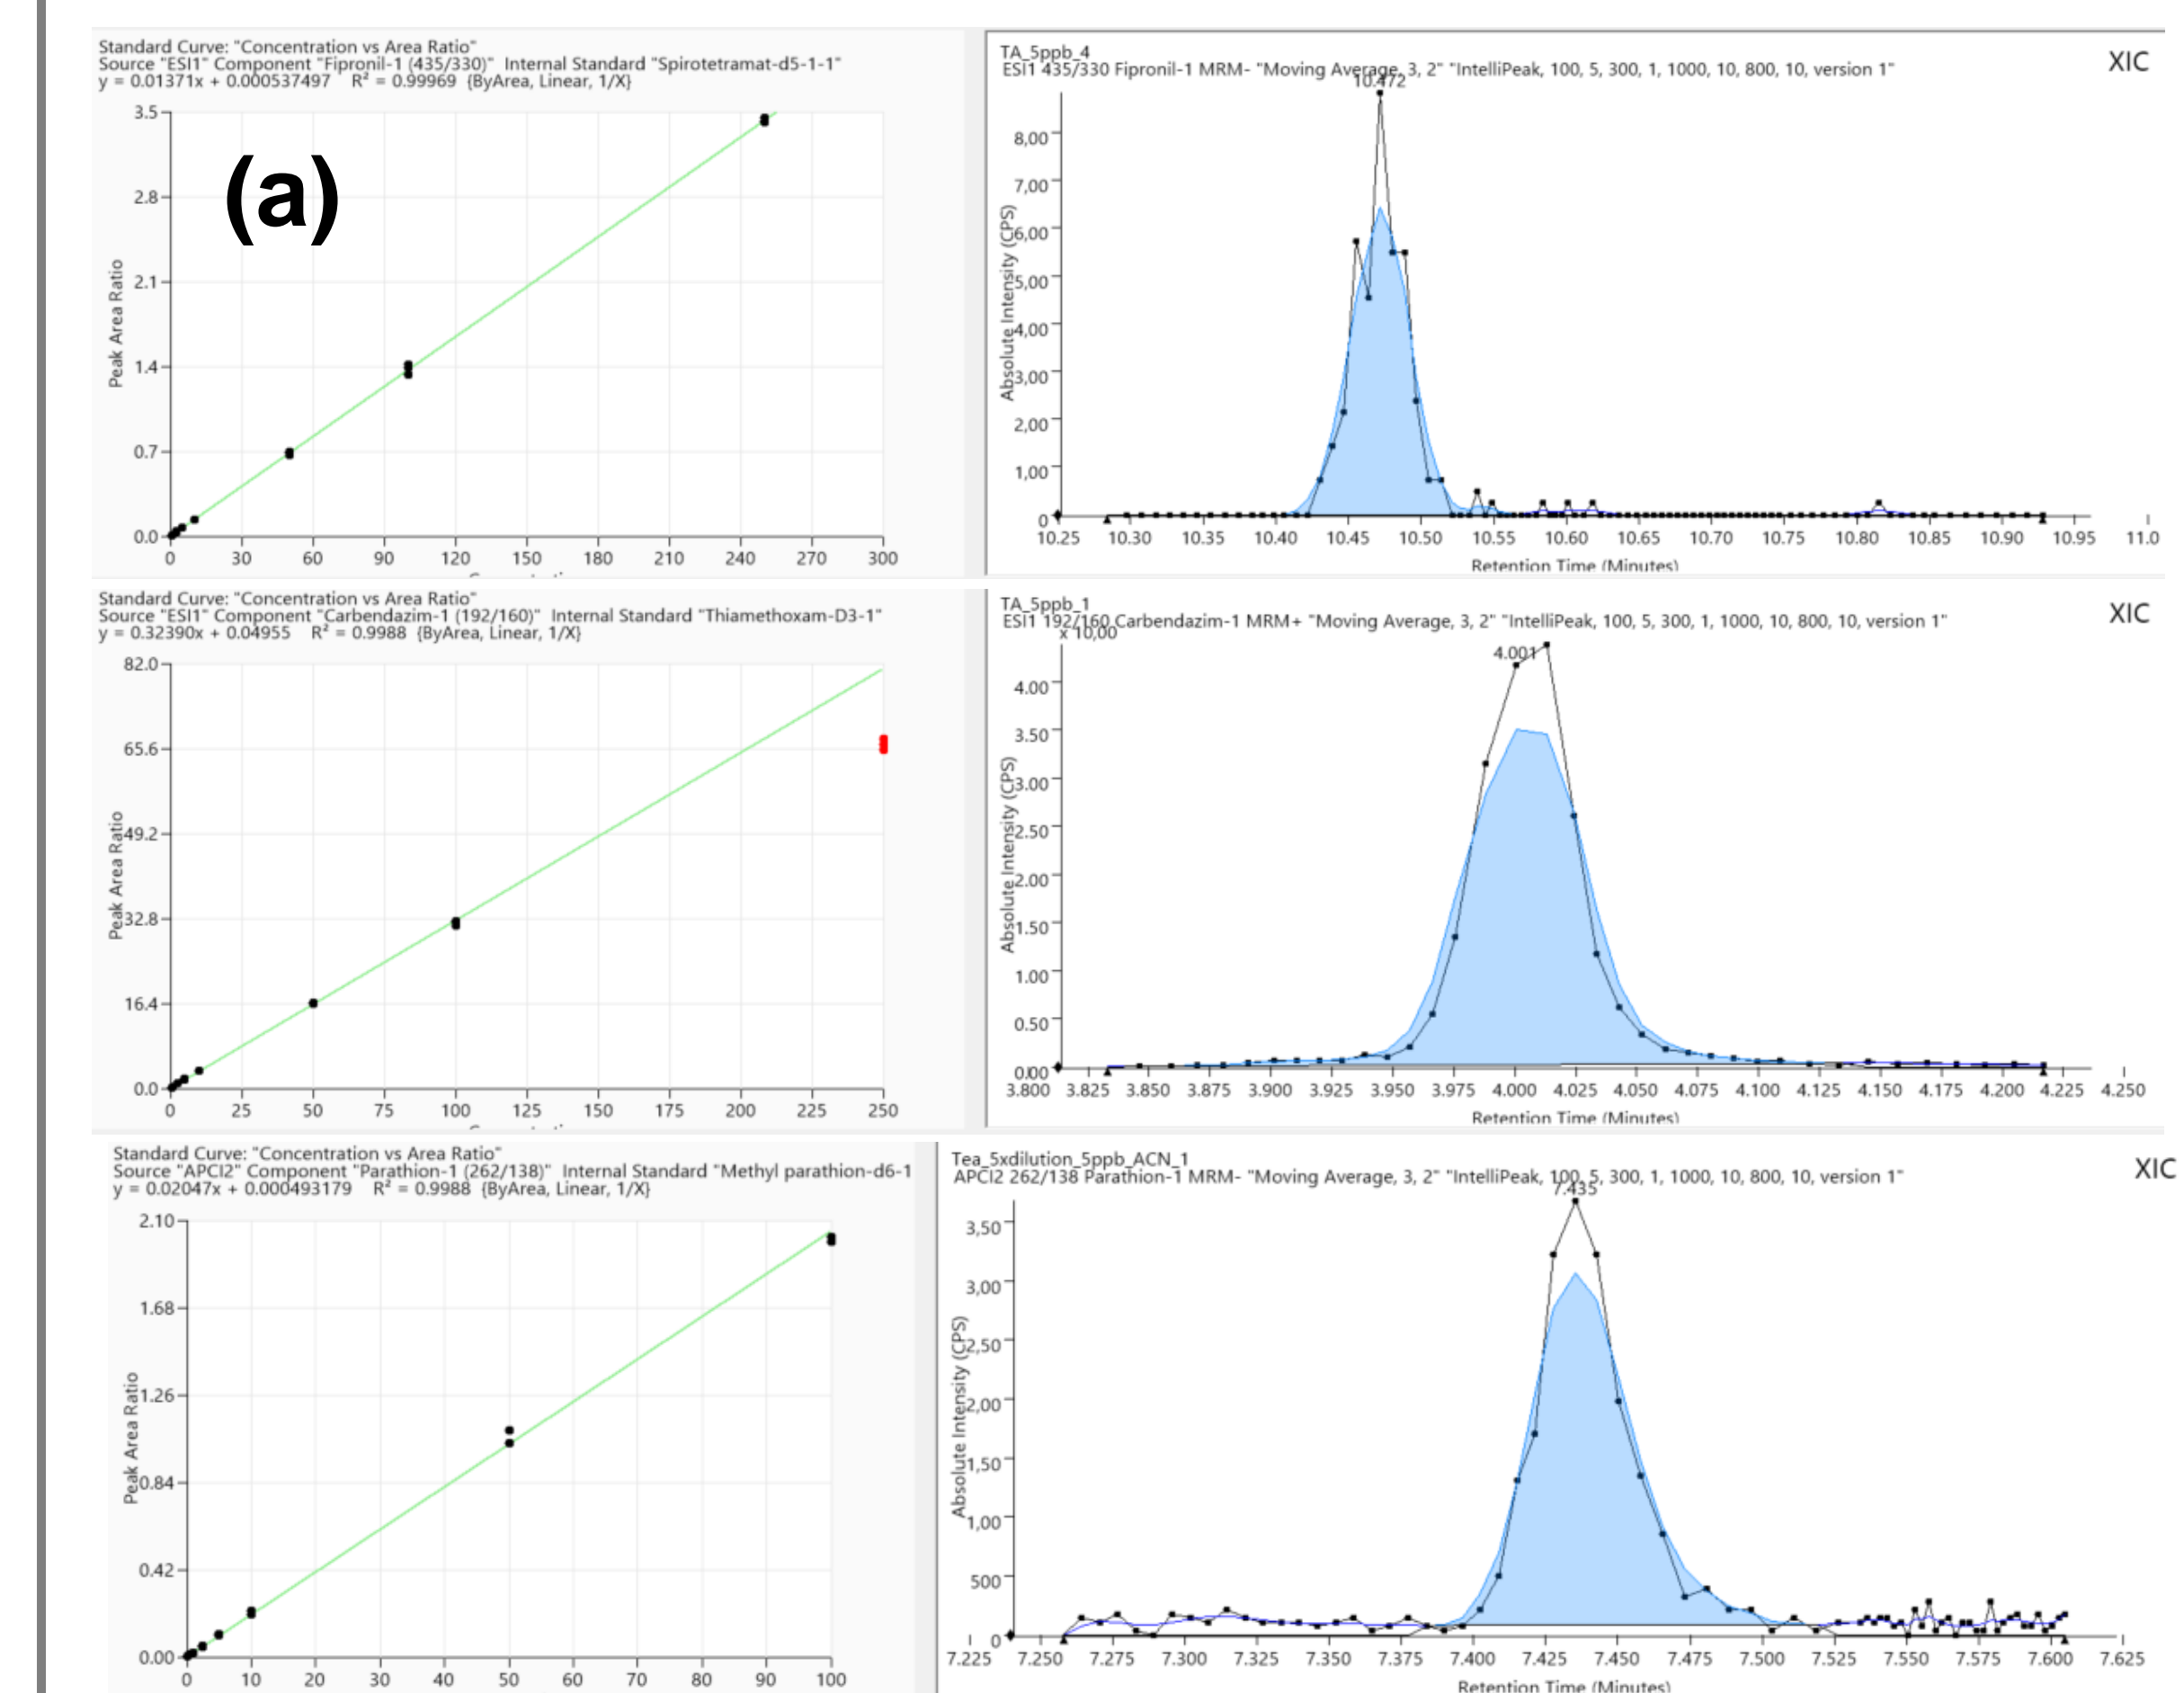 Standard Curve: "Concentration vs Area Ratio"
Source "ESI1" Component "Fipronil-1 (435/330)" Internal Standard "Spirotetramat-d5-1-1"
y = 0.01371x + 0.000537497 R² = 0.99969 {ByArea, Linear, 1/X}
(a)
Peak Area Ratio
3.5
2.8
2.1
1.4
0.7
0.0
0 30 60 90 120 150 180 210 240 270 300
TA_5ppb_4
XIC
ESI1 435/330 Fipronil-1 MRM- "Moving Average, 3, 2" "IntelliPeak, 100, 5, 300, 1, 1000, 10, 800, 10, version 1"
10.472
Absolute Intensity (CPS)
8,00
7,00
6,00
5,00
4,00
3,00
2,00
1,00
0
10.25 10.30 10.35 10.40 10.45 10.50 10.55 10.60 10.65 10.70 10.75 10.80 10.85 10.90 10.95 11.0
Retention Time (Minutes)
Standard Curve: "Concentration vs Area Ratio"
Source "ESI1" Component "Carbendazim-1 (192/160)" Internal Standard "Thiamethoxam-D3-1"
y = 0.32390x + 0.04955 R² = 0.9988 {ByArea, Linear, 1/X}
Peak Area Ratio
82.0
65.6
49.2
32.8
16.4
0.0
0 25 50 75 100 125 150 175 200 225 250
TA_5ppb_1
XIC
ESI1 192/160 Carbendazim-1 MRM+ "Moving Average, 3, 2" "IntelliPeak, 100, 5, 300, 1, 1000, 10, 800, 10, version 1"
x 10,00
4.001
Absolute Intensity (CPS)
4.00
3.50
3.00
2.50
2.00
1.50
1.00
0.50
0.00
3.800 3.825 3.850 3.875 3.900 3.925 3.950 3.975 4.000 4.025 4.050 4.075 4.100 4.125 4.150 4.175 4.200 4.225 4.250
Retention Time (Minutes)
Standard Curve: "Concentration vs Area Ratio"
Source "APCI2" Component "Parathion-1 (262/138)" Internal Standard "Methyl parathion-d6-1
y = 0.02047x + 0.000493179 R² = 0.9988 {ByArea, Linear, 1/X}
Peak Area Ratio
2.10
1.68
1.26
0.84
0.42
0.00
0 10 20 30 40 50 60 70 80 90 100
Tea_5xdilution_5ppb_ACN_1
XIC
APCI2 262/138 Parathion-1 MRM- "Moving Average, 3, 2" "IntelliPeak, 100, 5, 300, 1, 1000, 10, 800, 10, version 1"
7.435
Absolute Intensity (CPS)
3,50
3,00
2,50
2,00
1,50
1,00
500
0
7.225 7.250 7.275 7.300 7.325 7.350 7.375 7.400 7.425 7.450 7.475 7.500 7.525 7.550 7.575 7.600 7.625
Retention Time (Minutes)